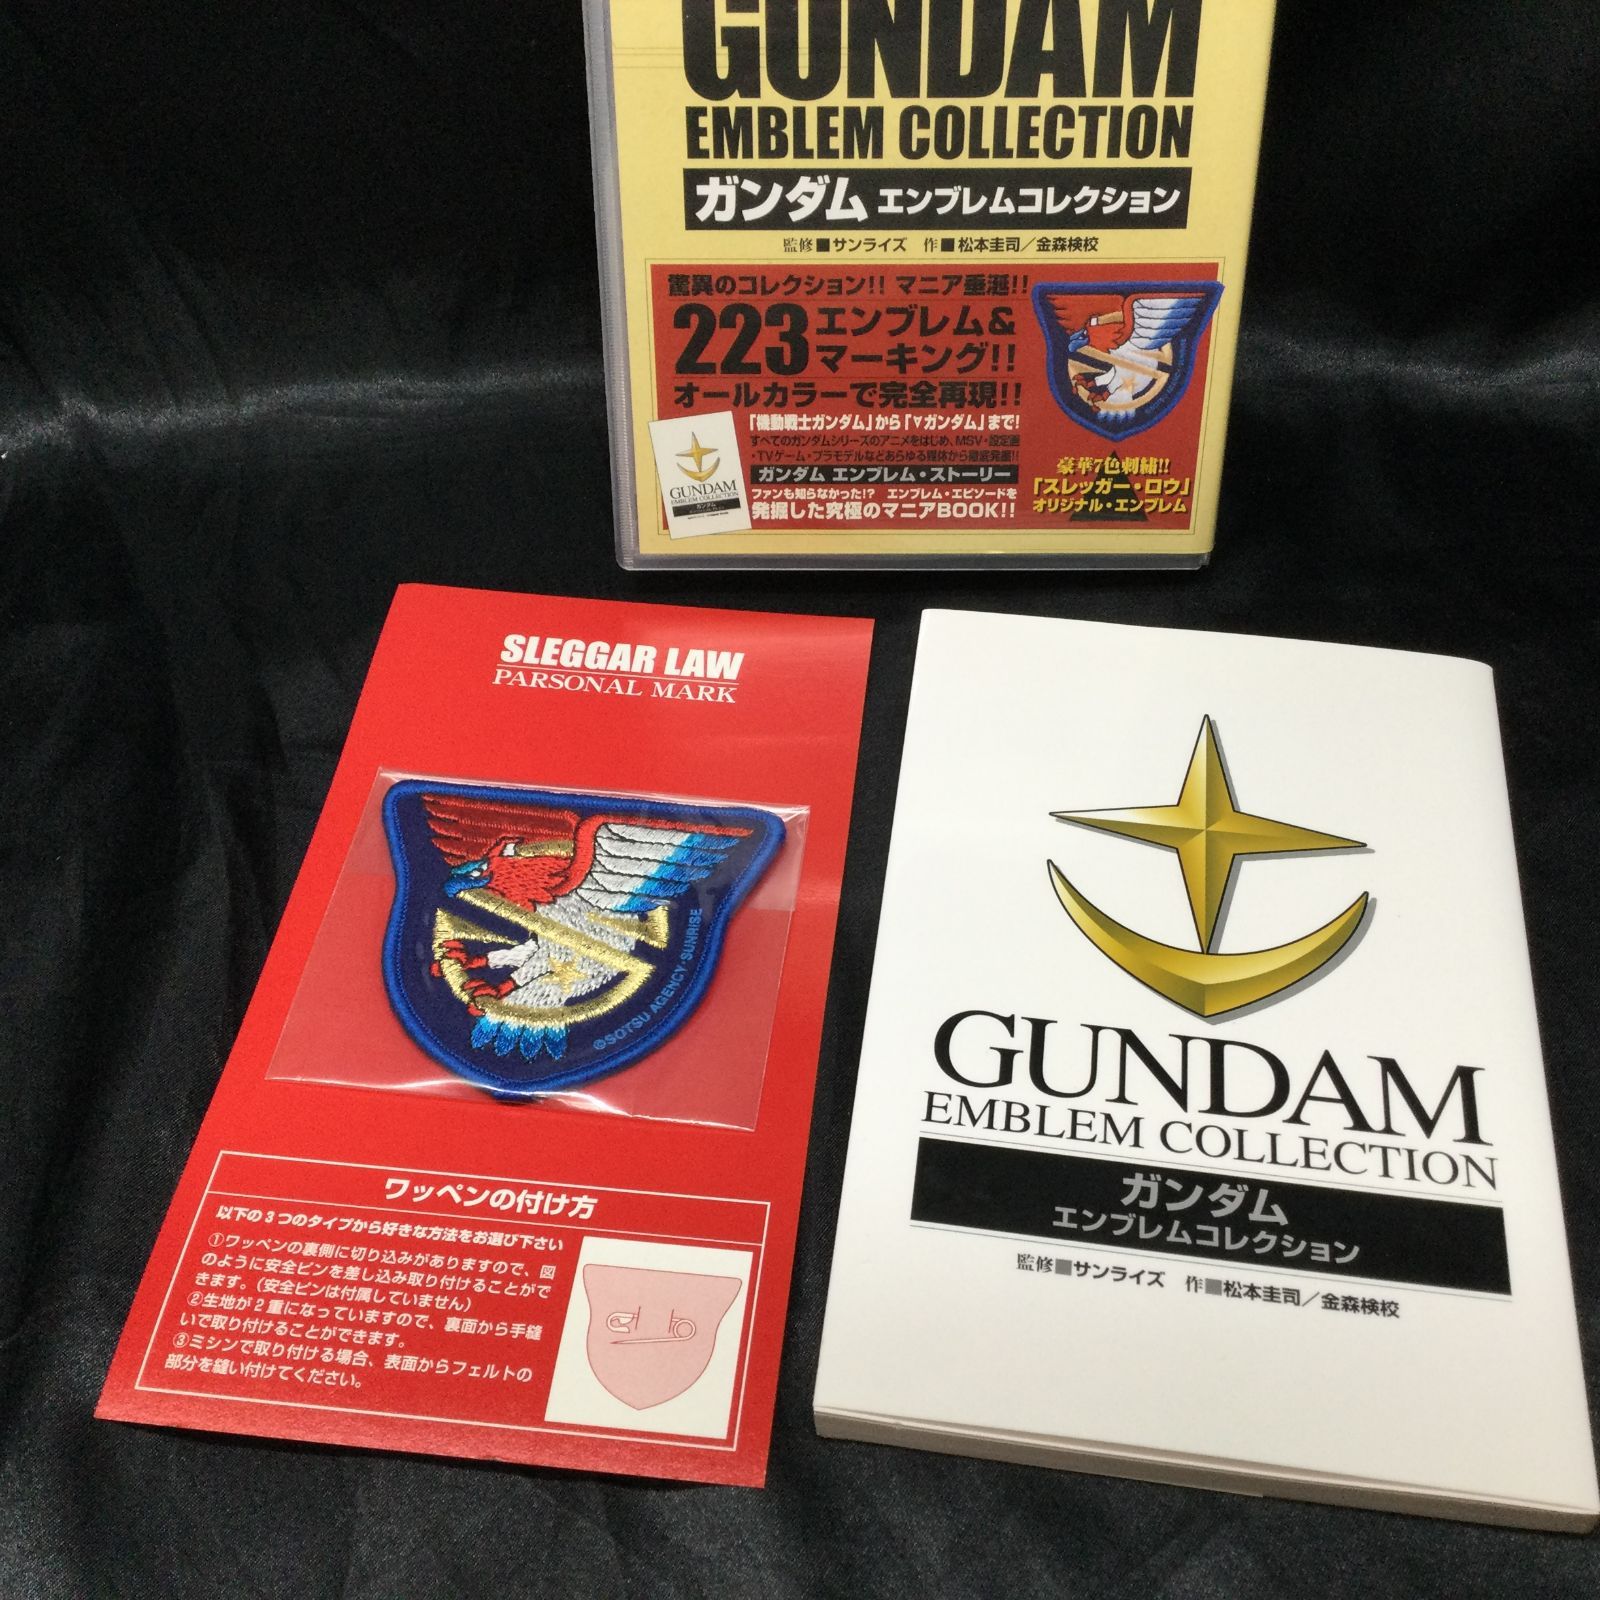 GUNDAM
EMBLEM COLLECTION
ガンダム エンブレムコレクション
監修■サンライズ 作■松本圭司／金森検校
驚異のコレクション!! マニア垂涎!!
223エンブレム&
マーキング!!
オールカラーで完全再現!!
「機動戦士ガンダム」から「∀ガンダム」まで!
すべてのガンダムシリーズのアニメをはじめ、MSV・設定画
・TVゲーム・プラモデルなどあらゆる媒体から徹底発掘!!
ガンダム エンブレム・ストーリー
ファンも知らなかった!? エンブレム・エピソードを
発掘した究極のマニアBOOK!!
GUNDAM
EMBLEM COLLECTION
ガンダム
豪華7色刺繍!!
「スレッガー・ロウ」
オリジナル・エンブレム
SLEGGAR LAW
PARSONAL MARK
©SOTSU AGENCY・SUNRISE
ワッペンの付け方
以下の3つのタイプから好きな方法をお選び下さい
①ワッペンの裏側に切り込みがありますので、図
のように安全ピンを差し込み取り付けることがで
きます。(安全ピンは付属していません)
②生地が2重になっていますので、裏面から手縫
いで取り付けることができます。
③ミシンで取り付ける場合、表面からフェルトの
部分を縫い付けてください。
GUNDAM
EMBLEM COLLECTION
ガンダム
エンブレムコレクション
監修■サンライズ 作■松本圭司／金森検校